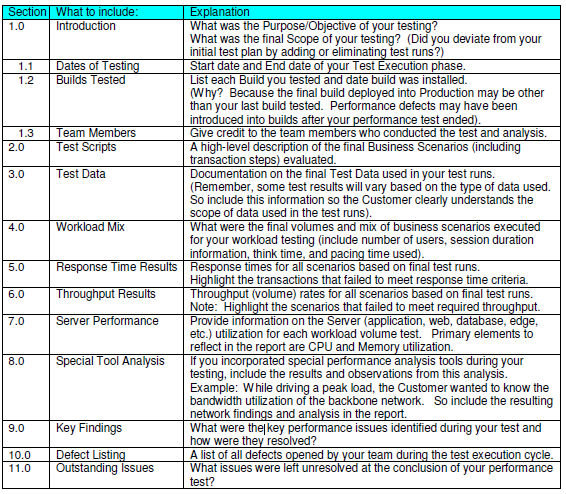 Section What to include: Explanation
1.0 Introduction What was the Purpose/Objective of your testing?
What was the final Scope of your testing? (Did you deviate from your
initial test plan by adding or eliminating test runs?)
1.1 Dates of Testing Start date and End date of your Test Execution phase.
1.2 Builds Tested List each Build you tested and date build was installed.
(Why? Because the final build deployed into Production may be other
than your last build tested. Performance defects may have been
introduced into builds after your performance test ended).
1.3 Team Members Give credit to the team members who conducted the test and analysis.
2.0 Test Scripts A high-level description of the final Business Scenarios (including
transaction steps) evaluated.
3.0 Test Data Documentation on the final Test Data used in your test runs.
(Remember, some test results will vary based on the type of data used.
So include this information so the Customer clearly understands the
scope of data used in the test runs).
4.0 Workload Mix What were the final volumes and mix of business scenarios executed
for your workload testing (include number of users, session duration
information, think time, and pacing time used).
5.0 Response Time Results Response times for all scenarios based on final test runs.
Highlight the transactions that failed to meet response time criteria.
6.0 Throughput Results Throughput (volume) rates for all scenarios based on final test runs.
Note: Highlight the scenarios that failed to meet required throughput.
7.0 Server Performance Provide information on the Server (application, web, database, edge,
etc.) utilization for each workload volume test. Primary elements to
reflect in the report are CPU and Memory utilization.
8.0 Special Tool Analysis If you incorporated special performance analysis tools during your
testing, include the results and observations from this analysis.
Example: While driving a peak load, the Customer wanted to know the
bandwidth utilization of the backbone network. So include the resulting
network findings and analysis in the report.
9.0 Key Findings What were the key performance issues identified during your test and
how were they resolved?
10.0 Defect Listing A list of all defects opened by your team during the test execution cycle.
11.0 Outstanding Issues What issues were left unresolved at the conclusion of your performance
test?